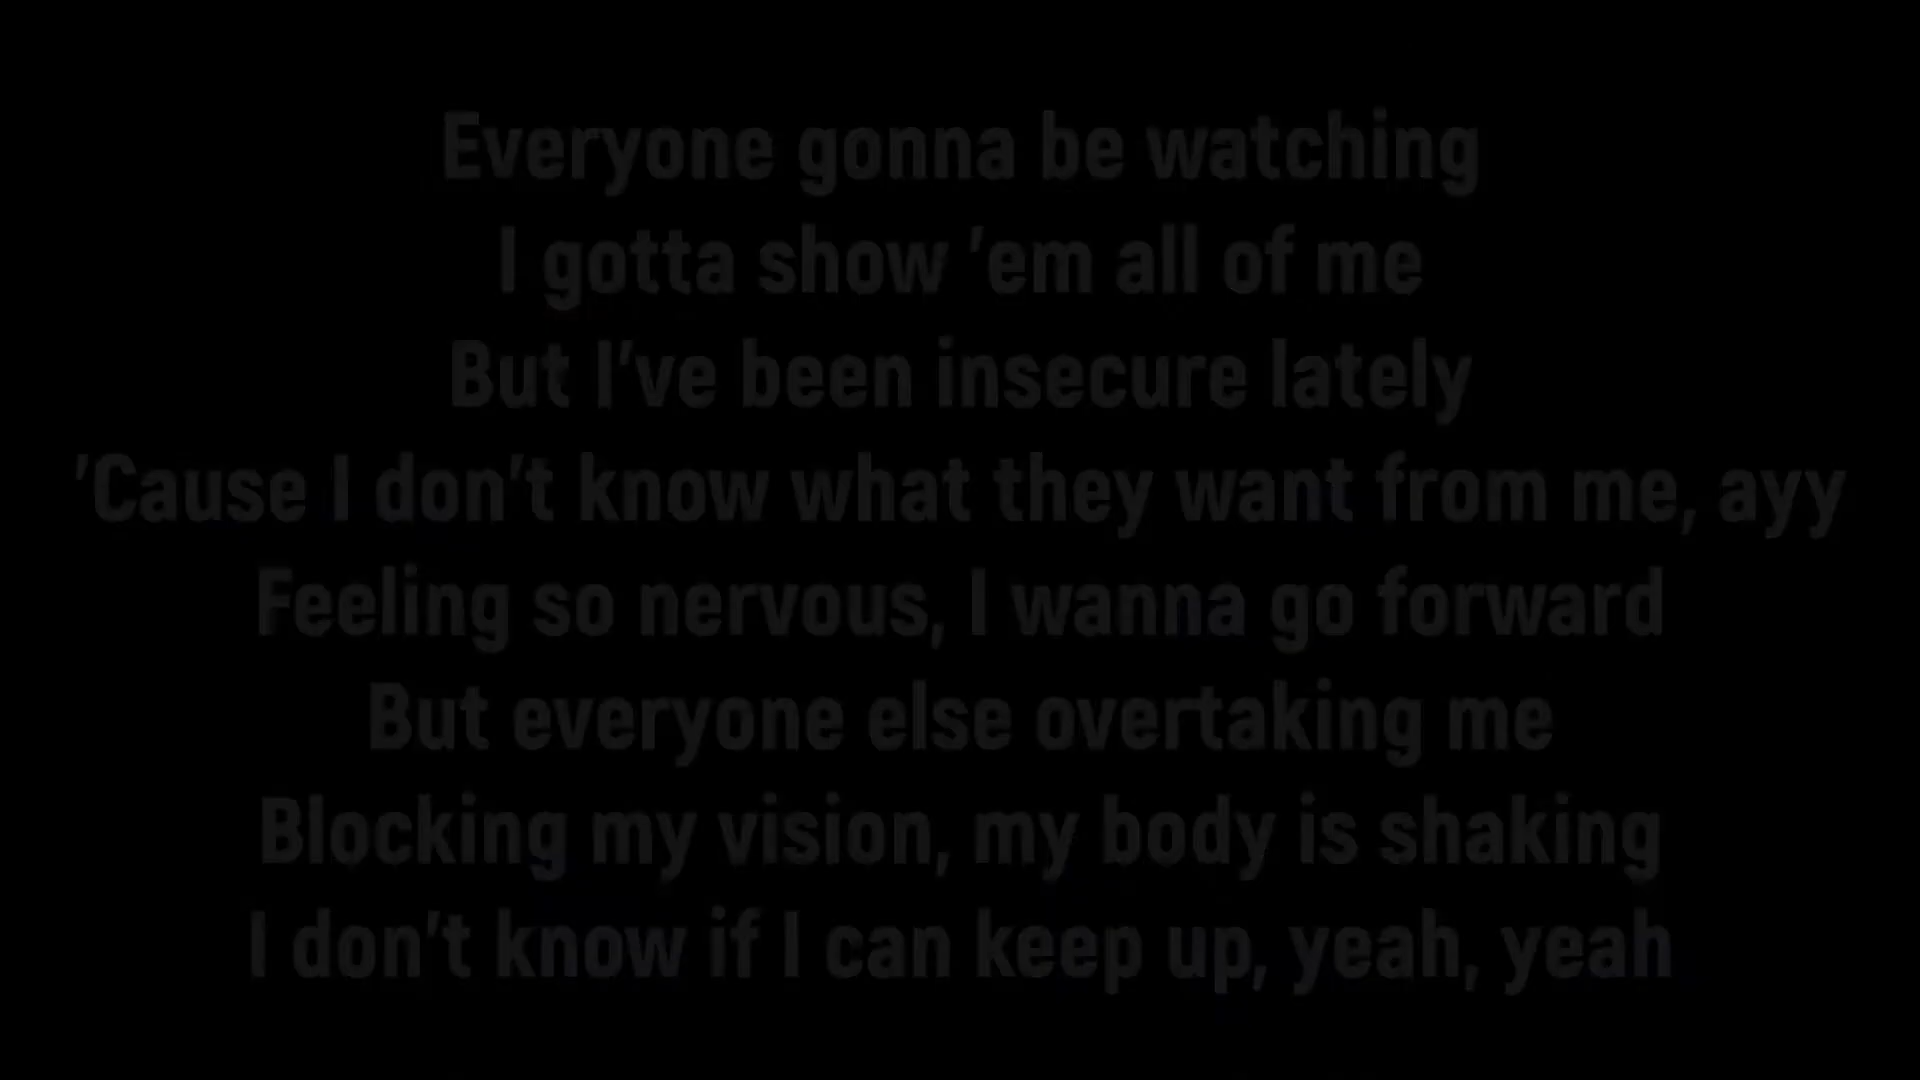 Everyone gonna be watching
I gotta show ’em all of me
But I’ve been insecure lately
’Cause I don’t know what they want from me, ayy
Feeling so nervous, I wanna go forward
But everyone else overtaking me
Blocking my vision, my body is shaking
I don’t know if I can keep up, yeah, yeah